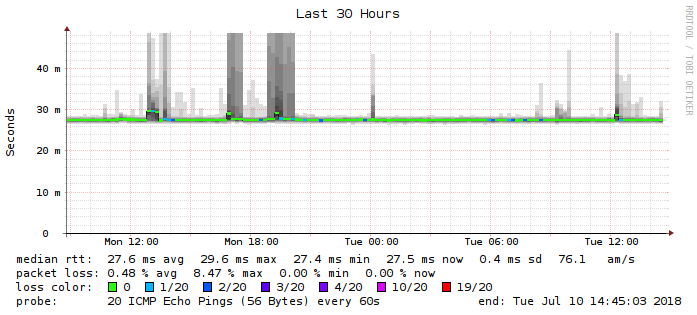 Last 30 Hours
RRDTOOL / TOBI OETIKER
Seconds
40 m
30 m
20 m
10 m
0
Mon 12:00 Mon 18:00 Tue 00:00 Tue 06:00 Tue 12:00
median rtt: 27.6 ms avg 29.6 ms max 27.4 ms min 27.5 ms now 0.4 ms sd 76.1 am/s
packet loss: 0.48 % avg 8.47 % max 0.00 % min 0.00 % now
loss color: 0 1/20 2/20 3/20 4/20 10/20 19/20
probe: 20 ICMP Echo Pings (56 Bytes) every 60s end: Tue Jul 10 14:45:03 2018